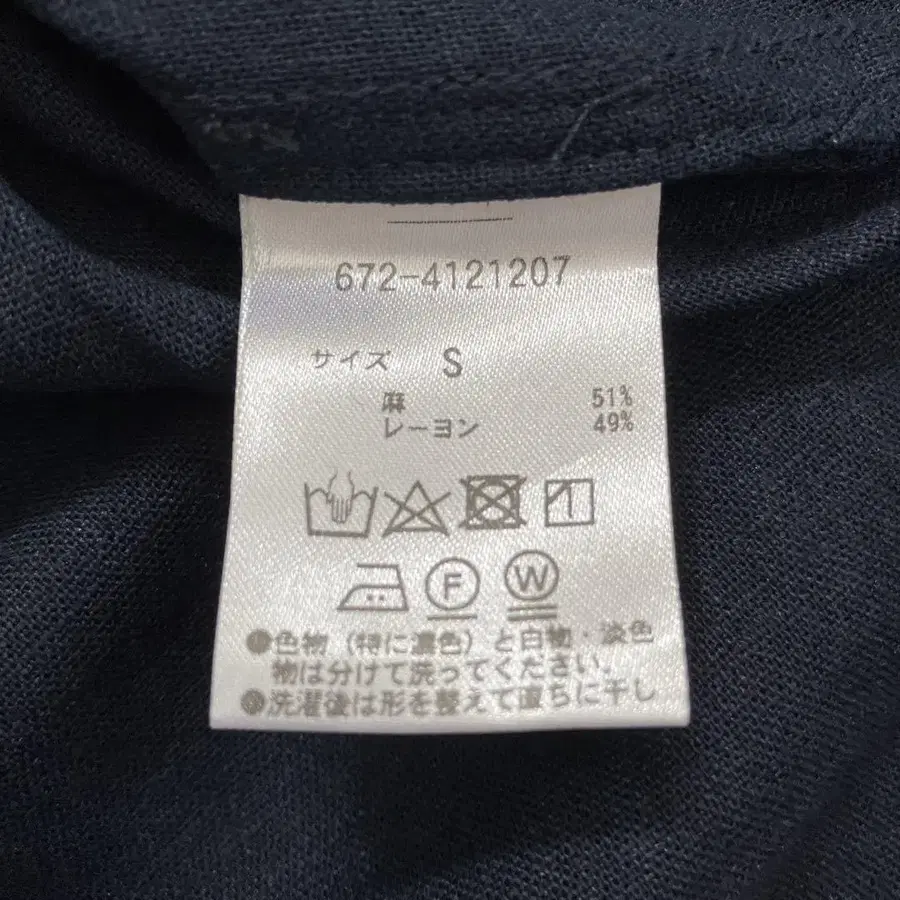 672-4121207
サイズ S
麻 51%
レーヨン 49%
1
F W
●色物（特に濃色）と白物・淡色
物は分けて洗ってください。
●洗濯後は形を整えて直ちに干し